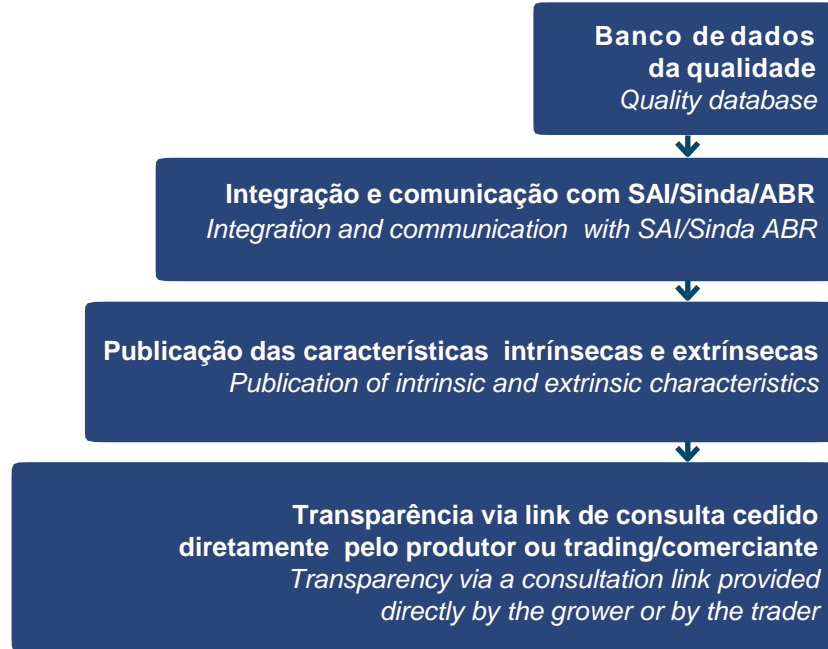 Banco de dados
da qualidade
Quality database
Integração e comunicação com SAI/Sinda/ABR
Integration and communication with SAI/Sinda ABR
Publicação das características intrínsecas e extrínsecas
Publication of intrinsic and extrinsic characteristics
Transparência via link de consulta cedido
diretamente pelo produtor ou trading/comerciante
Transparency via a consultation link provided
directly by the grower or by the trader